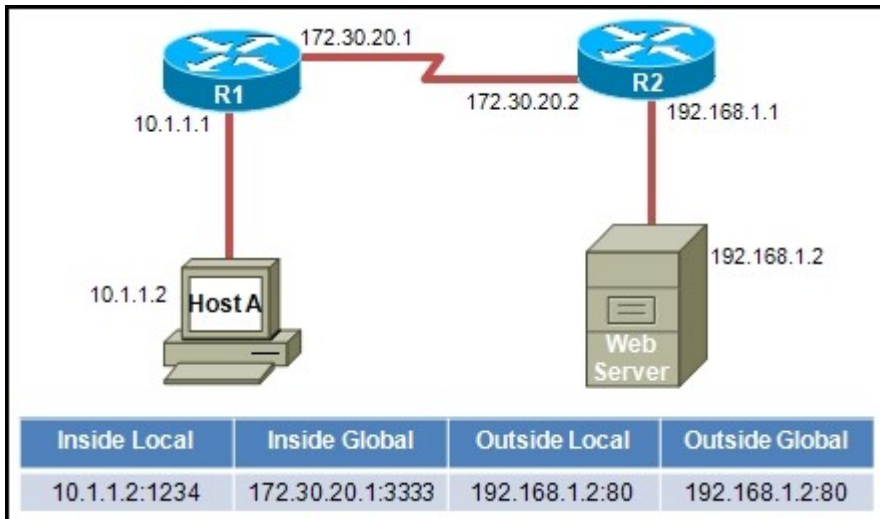 172.30.20.1
R1
R2
172.30.20.2
10.1.1.1
192.168.1.1
10.1.1.2
Host A
192.168.1.2
Web
Server
Inside Local Inside Global Outside Local Outside Global
10.1.1.2:1234 172.30.20.1:3333 192.168.1.2:80 192.168.1.2:80